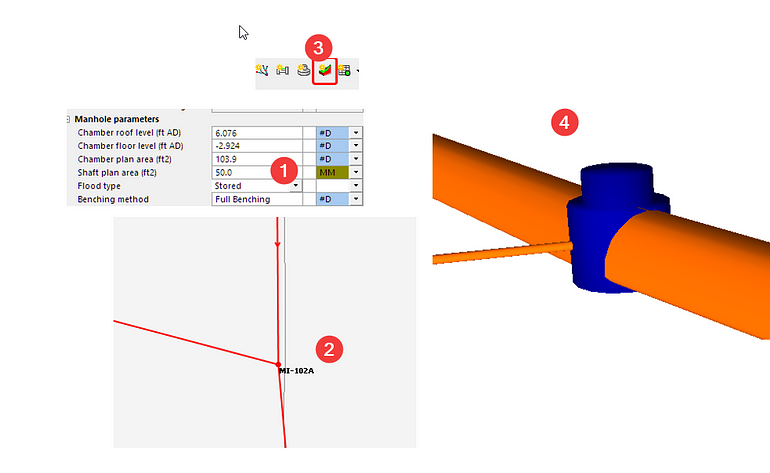 3
Manhole parameters
Chamber roof level (ft AD) 6.076 #D
Chamber floor level (ft AD) -2.924 #D
Chamber plan area (ft2) 103.9 #D
Shaft plan area (ft2) 50.0 MM
Flood type Stored
Benching method Full Benching #D
1
4
2
MI-102A